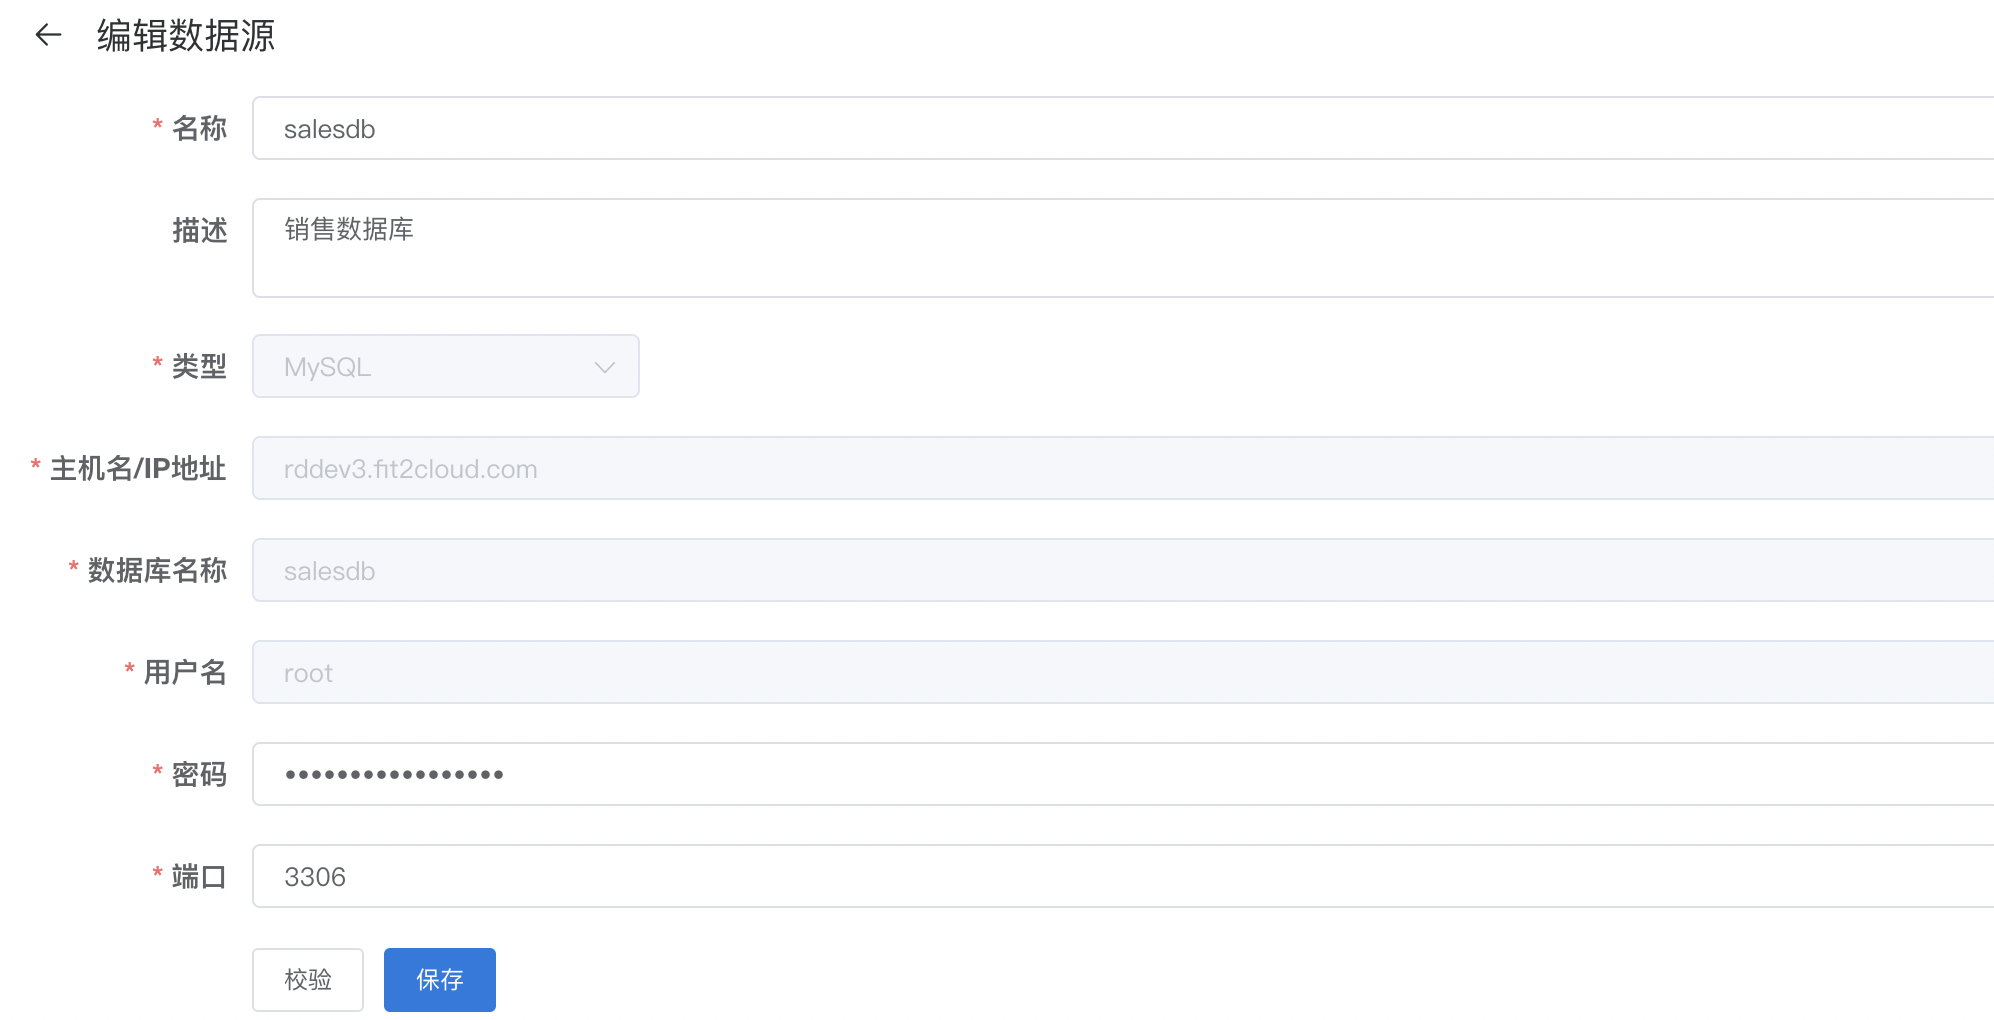 编辑数据源
* 名称 salesdb
描述 销售数据库
* 类型 MySQL
* 主机名/IP地址 rddev3.fit2cloud.com
* 数据库名称 salesdb
* 用户名 root
* 密码 •••••••••••••••••
* 端口 3306
校验 保存